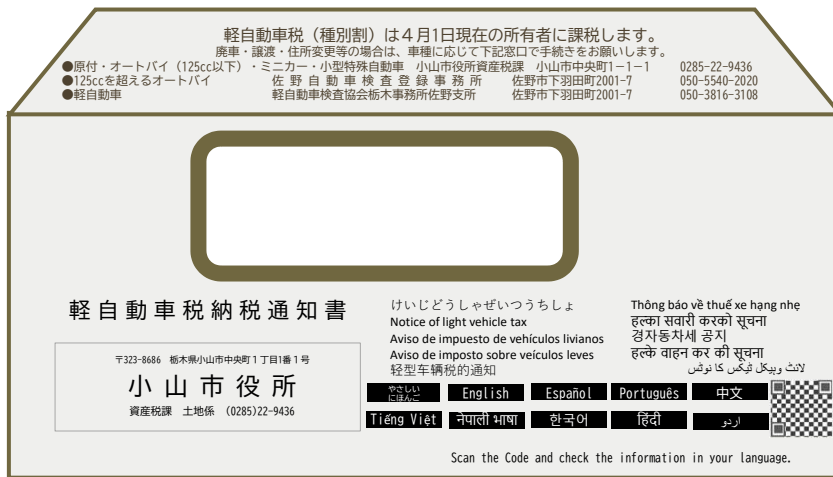 軽自動車税（種別割）は４月1日現在の所有者に課税します。
廃車・譲渡・住所変更等の場合は、車種に応じて下記窓口で手続きをお願いします。
●原付・オートバイ（125cc以下）・ミニカー・小型特殊自動車　小山市役所資産税課　小山市中央町1－1－1　0285-22-9436
●125ccを超えるオートバイ　佐野自動車検査登録事務所　佐野市下羽田町2001-7　050-5540-2020
●軽自動車　軽自動車検査協会栃木事務所佐野支所　佐野市下羽田町2001-7　050-3816-3108
軽自動車税納税通知書
〒323-8686　栃木県小山市中央町１丁目1番１号
小山市役所
資産税課　土地係　(0285)22-9436
けいじどうしゃぜいつうちしょ
Notice of light vehicle tax
Aviso de impuesto de vehículos livianos
Aviso de imposto sobre veículos leves
轻型车辆税的通知
Thông báo về thuế xe hạng nhẹ
हल्का सवारी करको सूचना
경자동차세 공지
हल्के वाहन कर की सूचना
لائٹ وہیکل ٹیکس کا نوٹس
やさしい
にほんご
English
Español
Português
中文
Tiếng Việt
नेपाली भाषा
한국어
हिंदी
اردو
Scan the Code and check the information in your language.